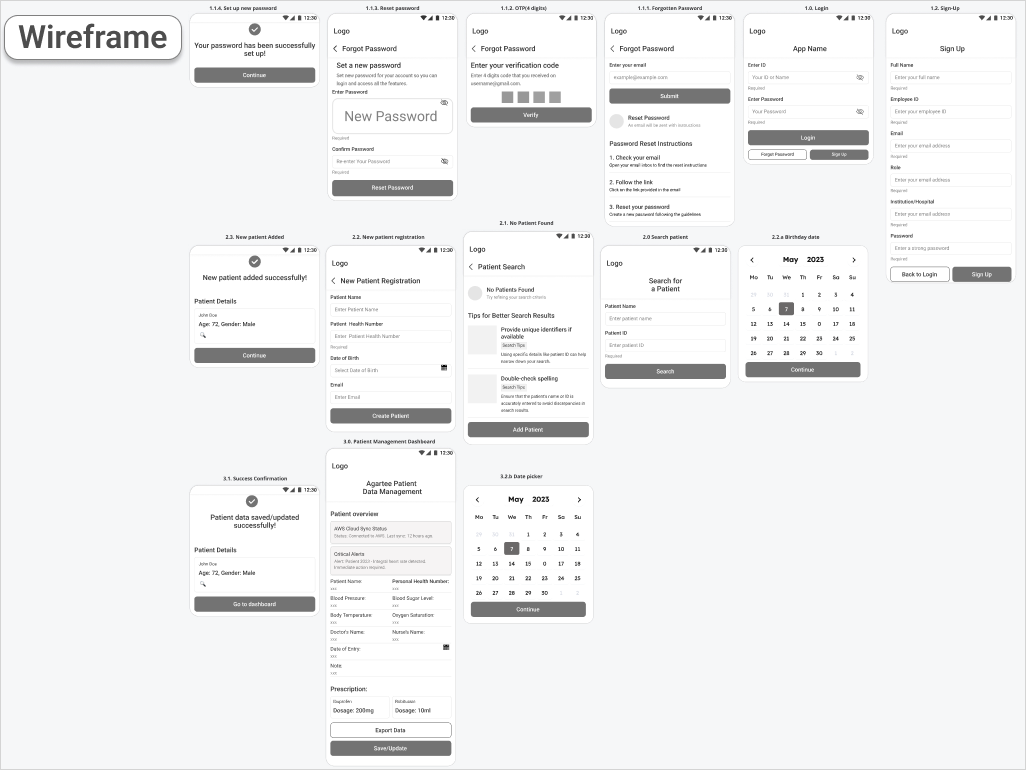 Wireframe
1.1.4. Set up new password
12:30
Your password has been successfully
set up!
Continue
1.1.3. Reset password
12:30
Logo
Forgot Password
Set a new password
Set new password for your account so you can
login and access all the features.
Enter Password
New Password
Required
Confirm Password
Re-enter Your Password
Required
Reset Password
1.1.2. OTP(4 digits)
12:30
Logo
Forgot Password
Enter your verification code
Enter 4 digits code that you received on
username@gmail.com.
Verify
1.1.1. Forgotten Password
12:30
Logo
Forgot Password
Enter your email
example@example.com
Submit
Reset Password
An email will be sent with instructions
Password Reset Instructions
1. Check your email
Open your email inbox to find the reset instructions
2. Follow the link
Click on the link provided in the email
3. Reset your password
Create a new password following the guidelines
1.0. Login
12:30
Logo
App Name
Enter ID
Your ID or Name
Required
Enter Password
Your Password
Required
Login
Forgot Password
Sign Up
1.2. Sign-Up
12:30
Logo
Sign Up
Full Name
Enter your full name
Required
Employee ID
Enter your employee ID
Required
Email
Enter your email address
Required
Role
Enter your email address
Required
Institution/Hospital
Enter your email address
Required
Password
Enter a strong password
Required
Back to Login
Sign Up
2.3. New patient Added
12:30
New patient added successfully!
Patient Details
John Doe
Age: 72, Gender: Male
Continue
2.2. New patient registration
12:30
Logo
New Patient Registration
Patient Name
Enter Patient Name
Patient Health Number
Enter Patient Health Number
Required
Date of Birth
Select Date of Birth
Email
Enter Email
Create Patient
2.1. No Patient Found
12:30
Logo
Patient Search
No Patients Found
Try refining your search criteria
Tips for Better Search Results
Provide unique identifiers if
available
Search Tips
Using specific details like patient ID can help
narrow down your search.
Double-check spelling
Search Tips
Ensure that the patient's name or ID is
accurately entered to avoid discrepancies in
search results.
Add Patient
2.0 Search patient
12:30
Logo
Search for
a Patient
Patient Name
Enter patient name
Patient ID
Enter patient ID
Required
Search
2.2.a Birthday date
May 2023
Mo Tu We Th Fr Sa Su
29 30 31 1 2 3 4
5 6 7 8 9 10 11
12 13 14 15 0 17 18
19 20 21 22 23 24 25
26 27 28 29 30 1 2
Continue
3.1. Success Confirmation
12:30
Patient data saved/updated
successfully!
Patient Details
John Doe
Age: 72, Gender: Male
Go to dashboard
3.0. Patient Management Dashboard
12:30
Logo
Agartee Patient
Data Management
Patient overview
AWS Cloud Sync Status
Status: Connected to AWS. Last sync: 12 hours ago.
Critical Alerts
Alert: Patient 2023 - Irregular heart rate detected.
Immediate action required.
Patient Name: Personal Health Number:
xxx xxx
Blood Pressure: Blood Sugar Level:
xxx xxx
Body Temperature: Oxygen Saturation:
xxx xxx
Doctor's Name: Nurse's Name:
xxx xxx
Date of Entry:
xxx
Note:
xxx
Prescription:
Ibuprofen
Dosage: 200mg
Robitussin
Dosage: 10ml
Export Data
Save/Update
3.2.b Date picker
May 2023
Mo Tu We Th Fr Sa Su
29 30 31 1 2 3 4
5 6 7 8 9 10 11
12 13 14 15 0 17 18
19 20 21 22 23 24 25
26 27 28 29 30 1 2
Continue